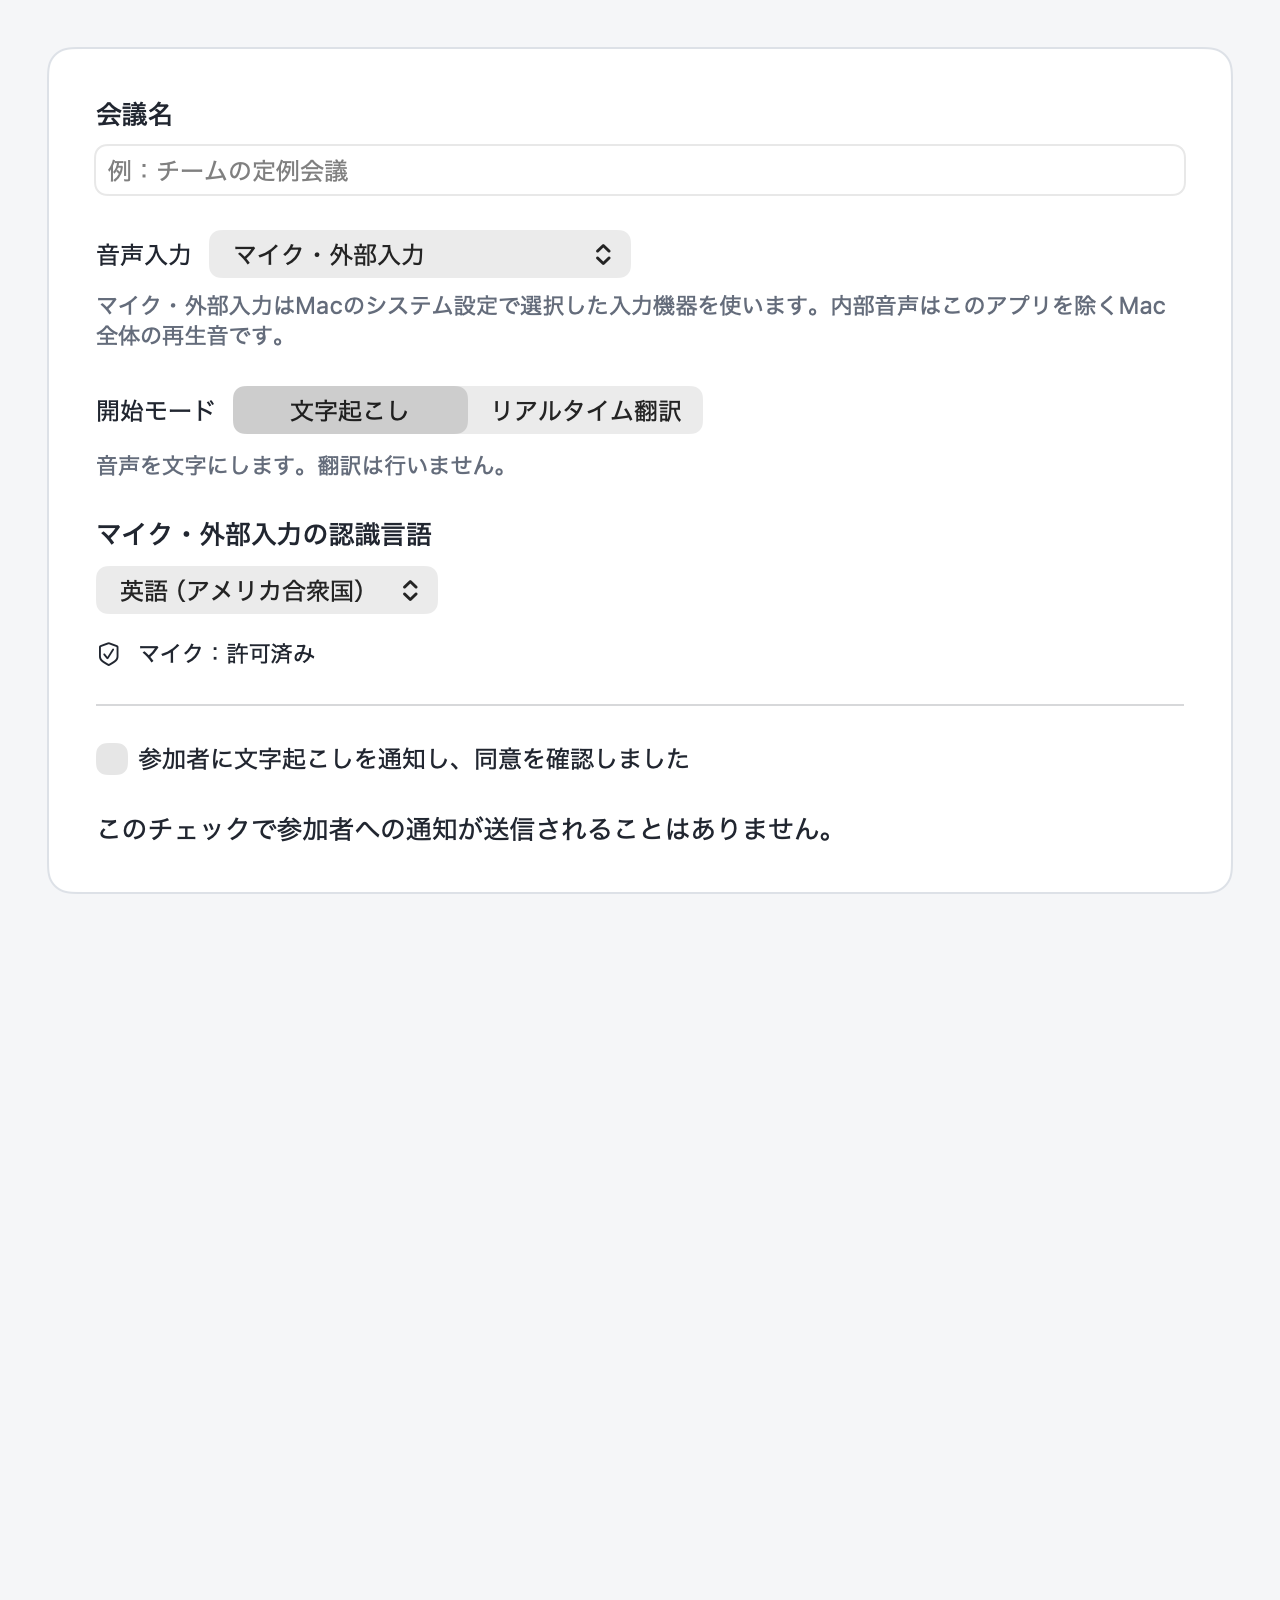 会議名
例：チームの定例会議
音声入力 マイク・外部入力
マイク・外部入力はMacのシステム設定で選択した入力機器を使います。内部音声はこのアプリを除くMac
全体の再生音です。
開始モード 文字起こし リアルタイム翻訳
音声を文字にします。翻訳は行いません。
マイク・外部入力の認識言語
英語（アメリカ合衆国）
マイク：許可済み
参加者に文字起こしを通知し、同意を確認しました
このチェックで参加者への通知が送信されることはありません。